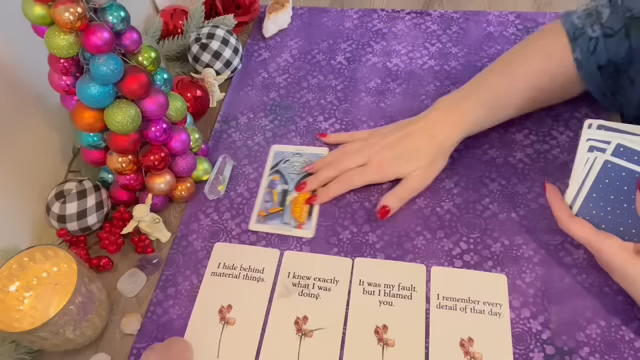 I hide behind
material things.
I knew exactly
what I was
doing.
It was my fault,
but I blamed
you.
I remember every
detail of that day.